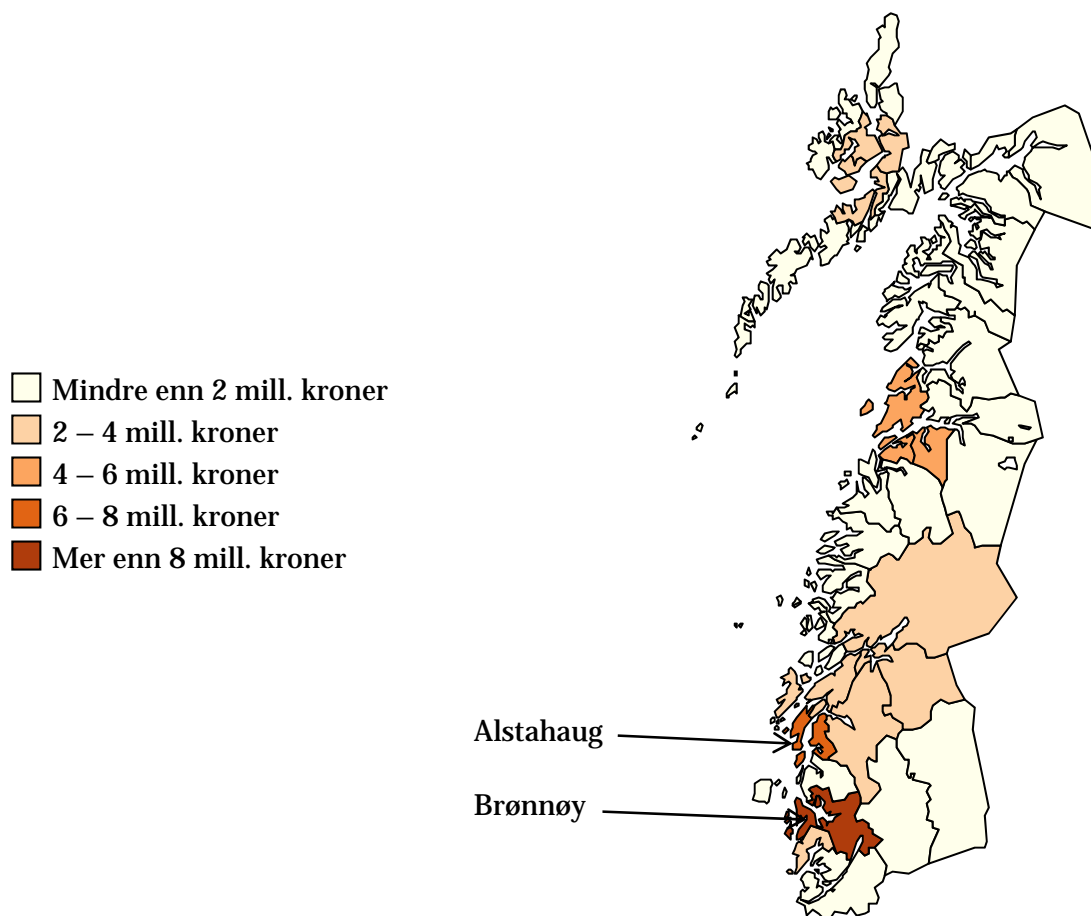 Mindre enn 2 mill. kroner
2 – 4 mill. kroner
4 – 6 mill. kroner
6 – 8 mill. kroner
Mer enn 8 mill. kroner
Alstahaug
Brønnøy